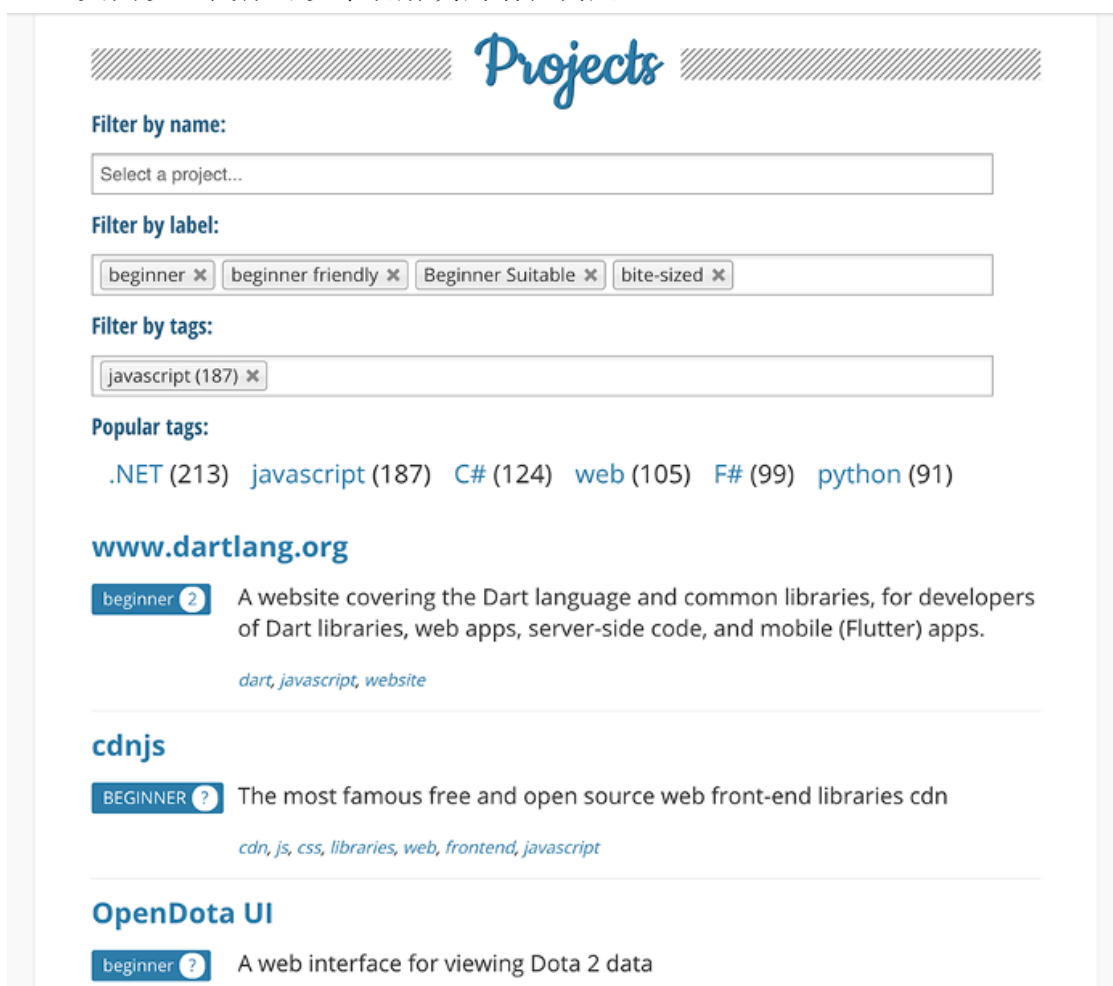 Projects
Filter by name:
Select a project...
Filter by label:
beginner ✖ beginner friendly ✖ Beginner Suitable ✖ bite-sized ✖
Filter by tags:
javascript (187) ✖
Popular tags:
.NET (213) javascript (187) C# (124) web (105) F# (99) python (91)
www.dartlang.org
beginner 2 A website covering the Dart language and common libraries, for developers
of Dart libraries, web apps, server-side code, and mobile (Flutter) apps.
dart, javascript, website
cdnjs
BEGINNER ? The most famous free and open source web front-end libraries cdn
cdn, js, css, libraries, web, frontend, javascript
OpenDota UI
beginner ? A web interface for viewing Dota 2 data